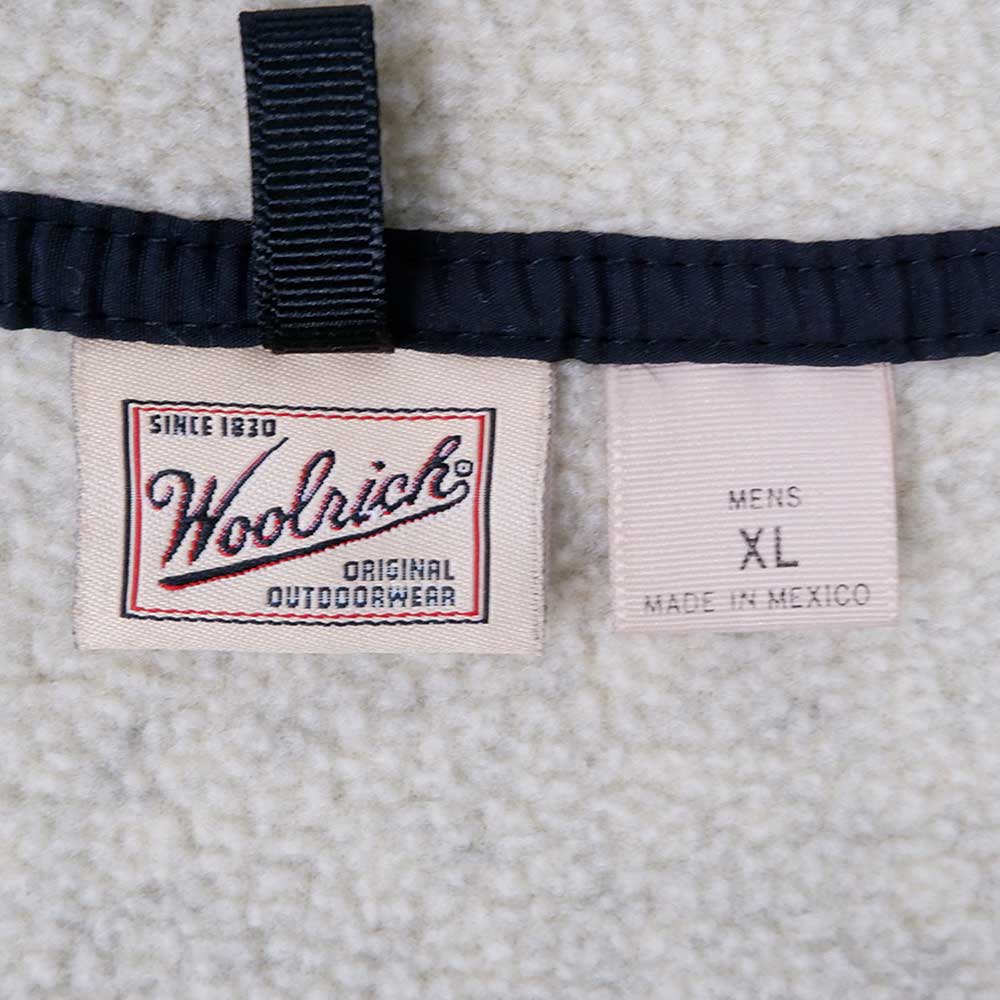 SINCE 1830
Woolrich®
ORIGINAL
OUTDOORWEAR
MENS
XL
MADE IN MEXICO